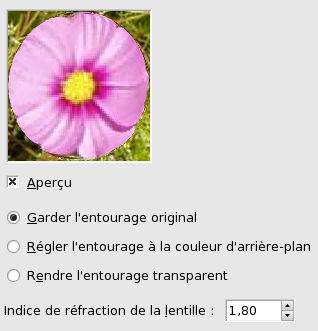 Aperçu
Garder l'entourage original
Régler l'entourage à la couleur d'arrière-plan
Rendre l'entourage transparent
Indice de réfraction de la lentille : 1,80